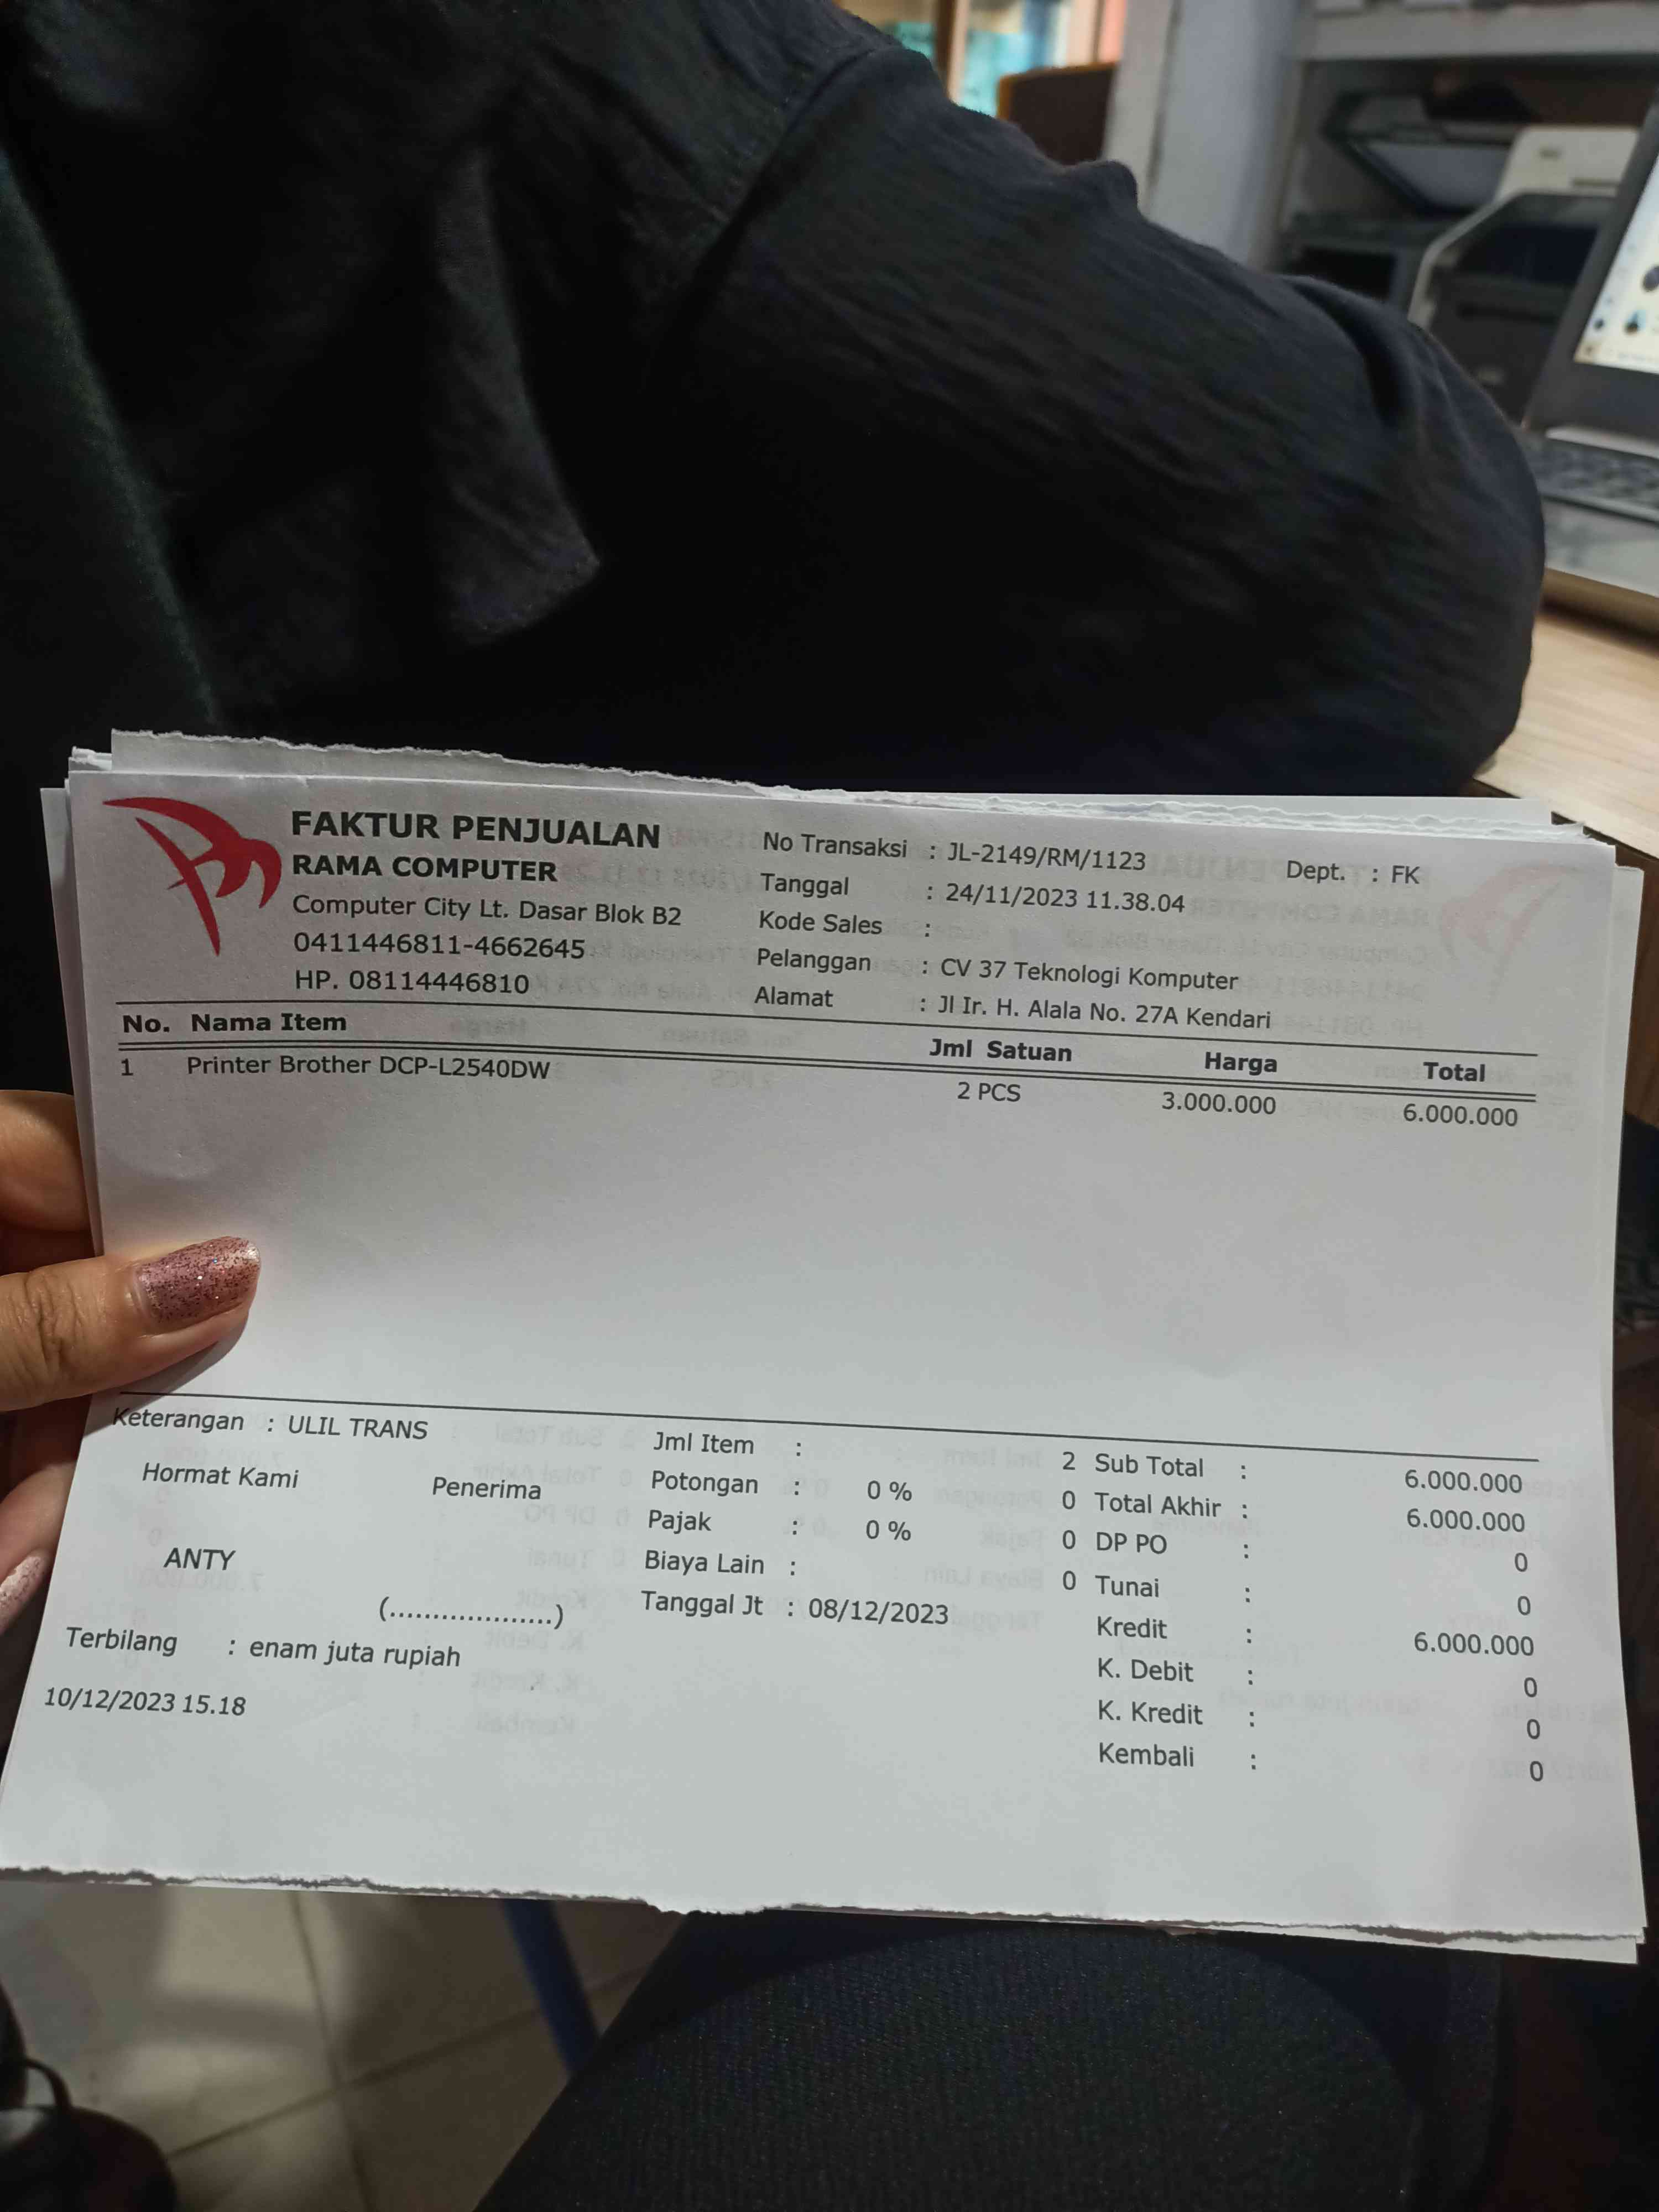 FAKTUR PENJUALAN
RAMA COMPUTER
Computer City Lt. Dasar Blok B2
0411446811-4662645
HP. 08114446810
No Transaksi : JL-2149/RM/1123
Dept. : FK
Tanggal : 24/11/2023 11.38.04
Kode Sales :
Pelanggan : CV 37 Teknologi Komputer
Alamat : Jl Ir. H. Alala No. 27A Kendari
No. Nama Item Jml Satuan Harga Total
1 Printer Brother DCP-L2540DW 2 PCS 3.000.000 6.000.000
Keterangan : ULIL TRANS
Hormat Kami Penerima
ANTY
(...................)
Terbilang : enam juta rupiah
10/12/2023 15.18
Jml Item : 2
Potongan : 0 % 0
Pajak : 0 % 0
Biaya Lain : 0
Tanggal Jt : 08/12/2023
Sub Total : 6.000.000
Total Akhir : 6.000.000
DP PO : 0
Tunai : 0
Kredit : 6.000.000
K. Debit : 0
K. Kredit : 0
Kembali : 0